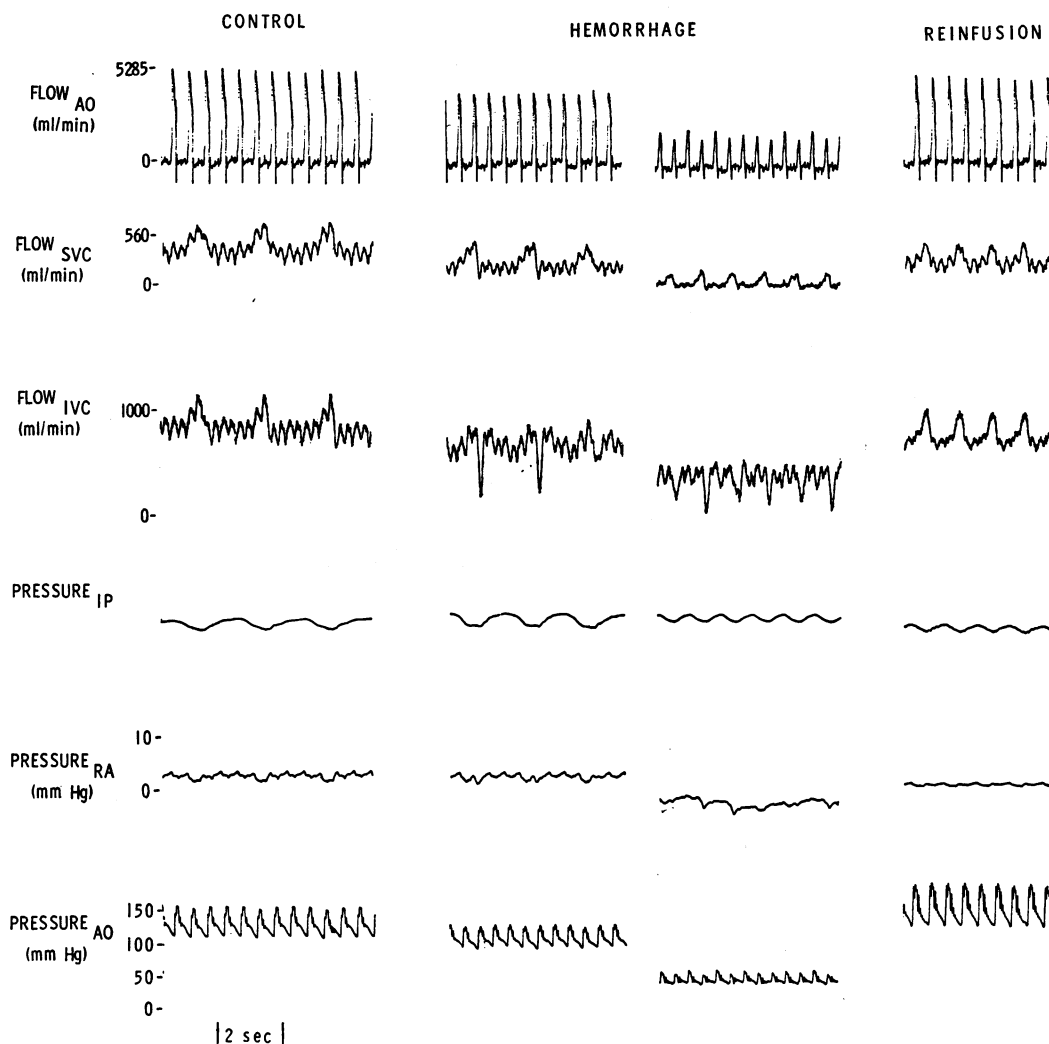 CONTROL
HEMORRHAGE
REINFUSION
5285-
FLOW AO
(ml/min)
0-
560-
FLOW SVC
(ml/min)
0-
FLOW IVC
1000-
(ml/min)
0-
PRESSURE IP
10-
PRESSURE RA
(mm Hg)
0-
150-
PRESSURE AO
100-
(mm Hg)
50-
0-
|2 sec|